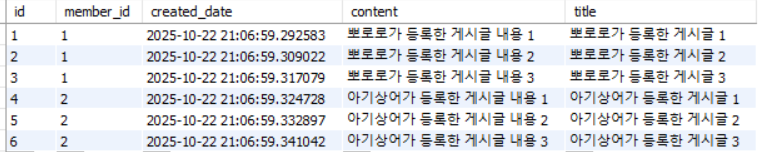 id member_id created_date content title
1 1 2025-10-22 21:06:59.292583 뽀로로가 등록한 게시글 내용 1 뽀로로가 등록한 게시글 1
2 1 2025-10-22 21:06:59.309022 뽀로로가 등록한 게시글 내용 2 뽀로로가 등록한 게시글 2
3 1 2025-10-22 21:06:59.317079 뽀로로가 등록한 게시글 내용 3 뽀로로가 등록한 게시글 3
4 2 2025-10-22 21:06:59.324728 아기상어가 등록한 게시글 내용 1 아기상어가 등록한 게시글 1
5 2 2025-10-22 21:06:59.332897 아기상어가 등록한 게시글 내용 2 아기상어가 등록한 게시글 2
6 2 2025-10-22 21:06:59.341042 아기상어가 등록한 게시글 내용 3 아기상어가 등록한 게시글 3